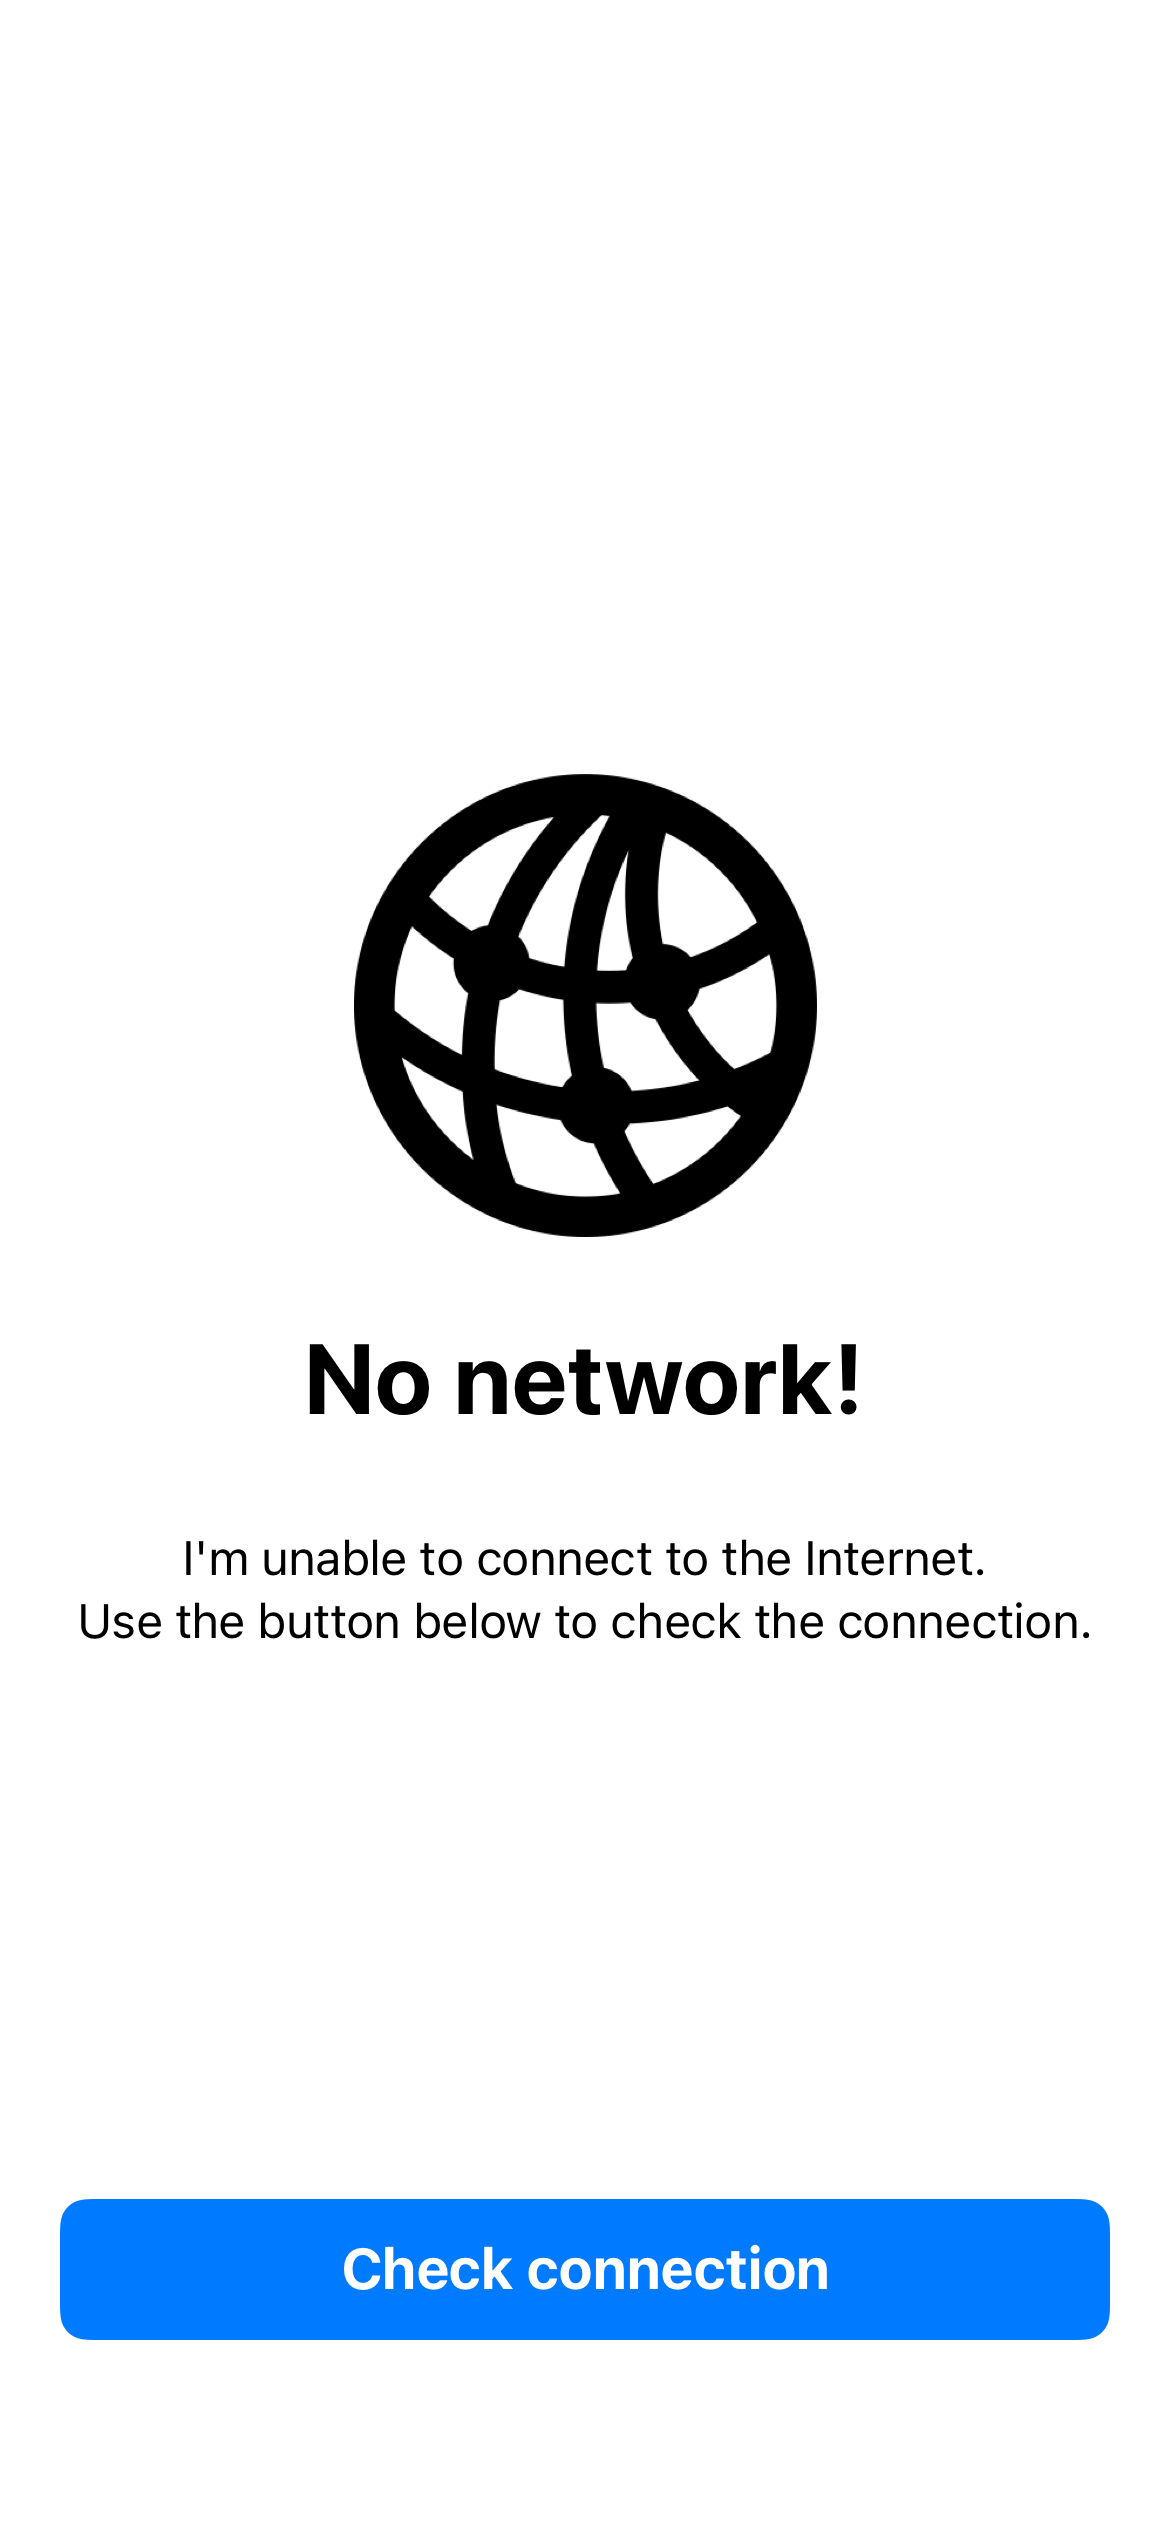 No network!
I'm unable to connect to the Internet.
Use the button below to check the connection.
Check connection